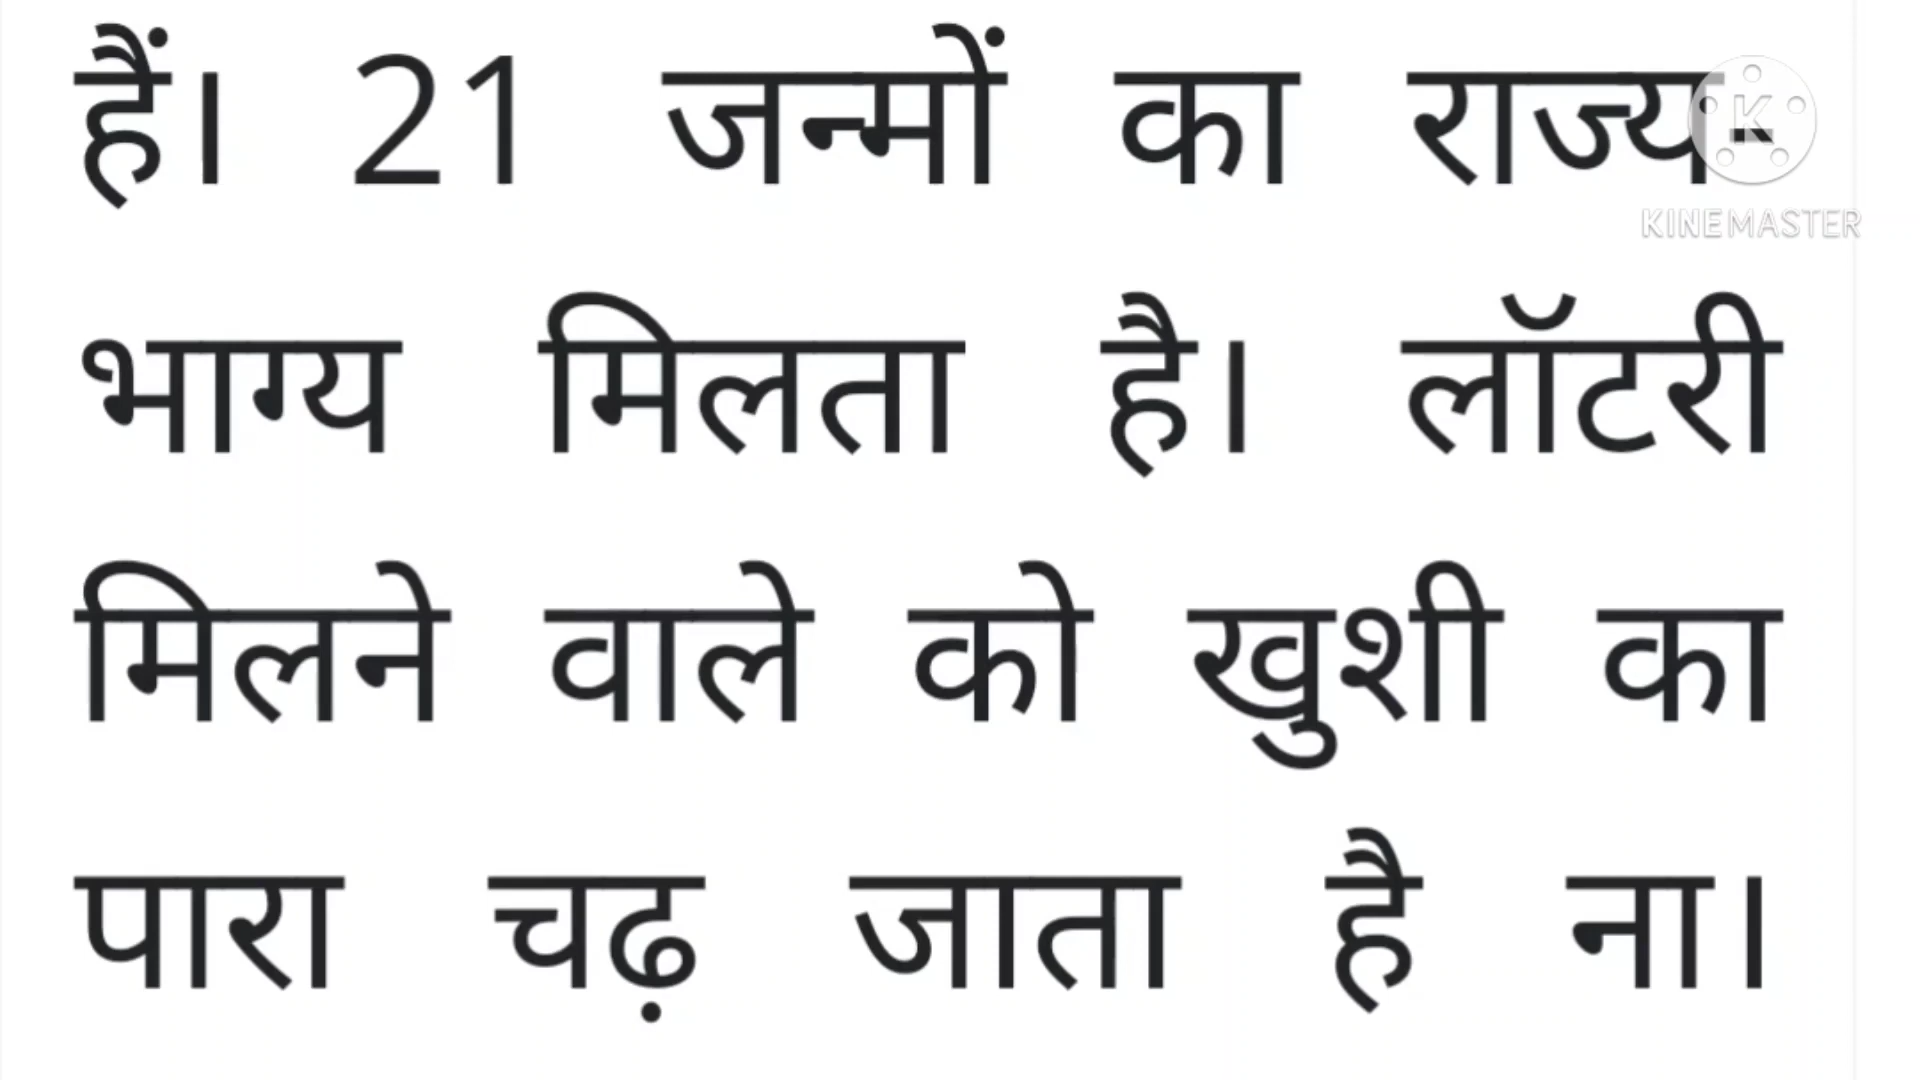 हैं। 21 जन्मों का राज्य
KINEMASTER
भाग्य मिलता है। लॉटरी
मिलने वाले को खुशी का
पारा चढ़ जाता है ना।